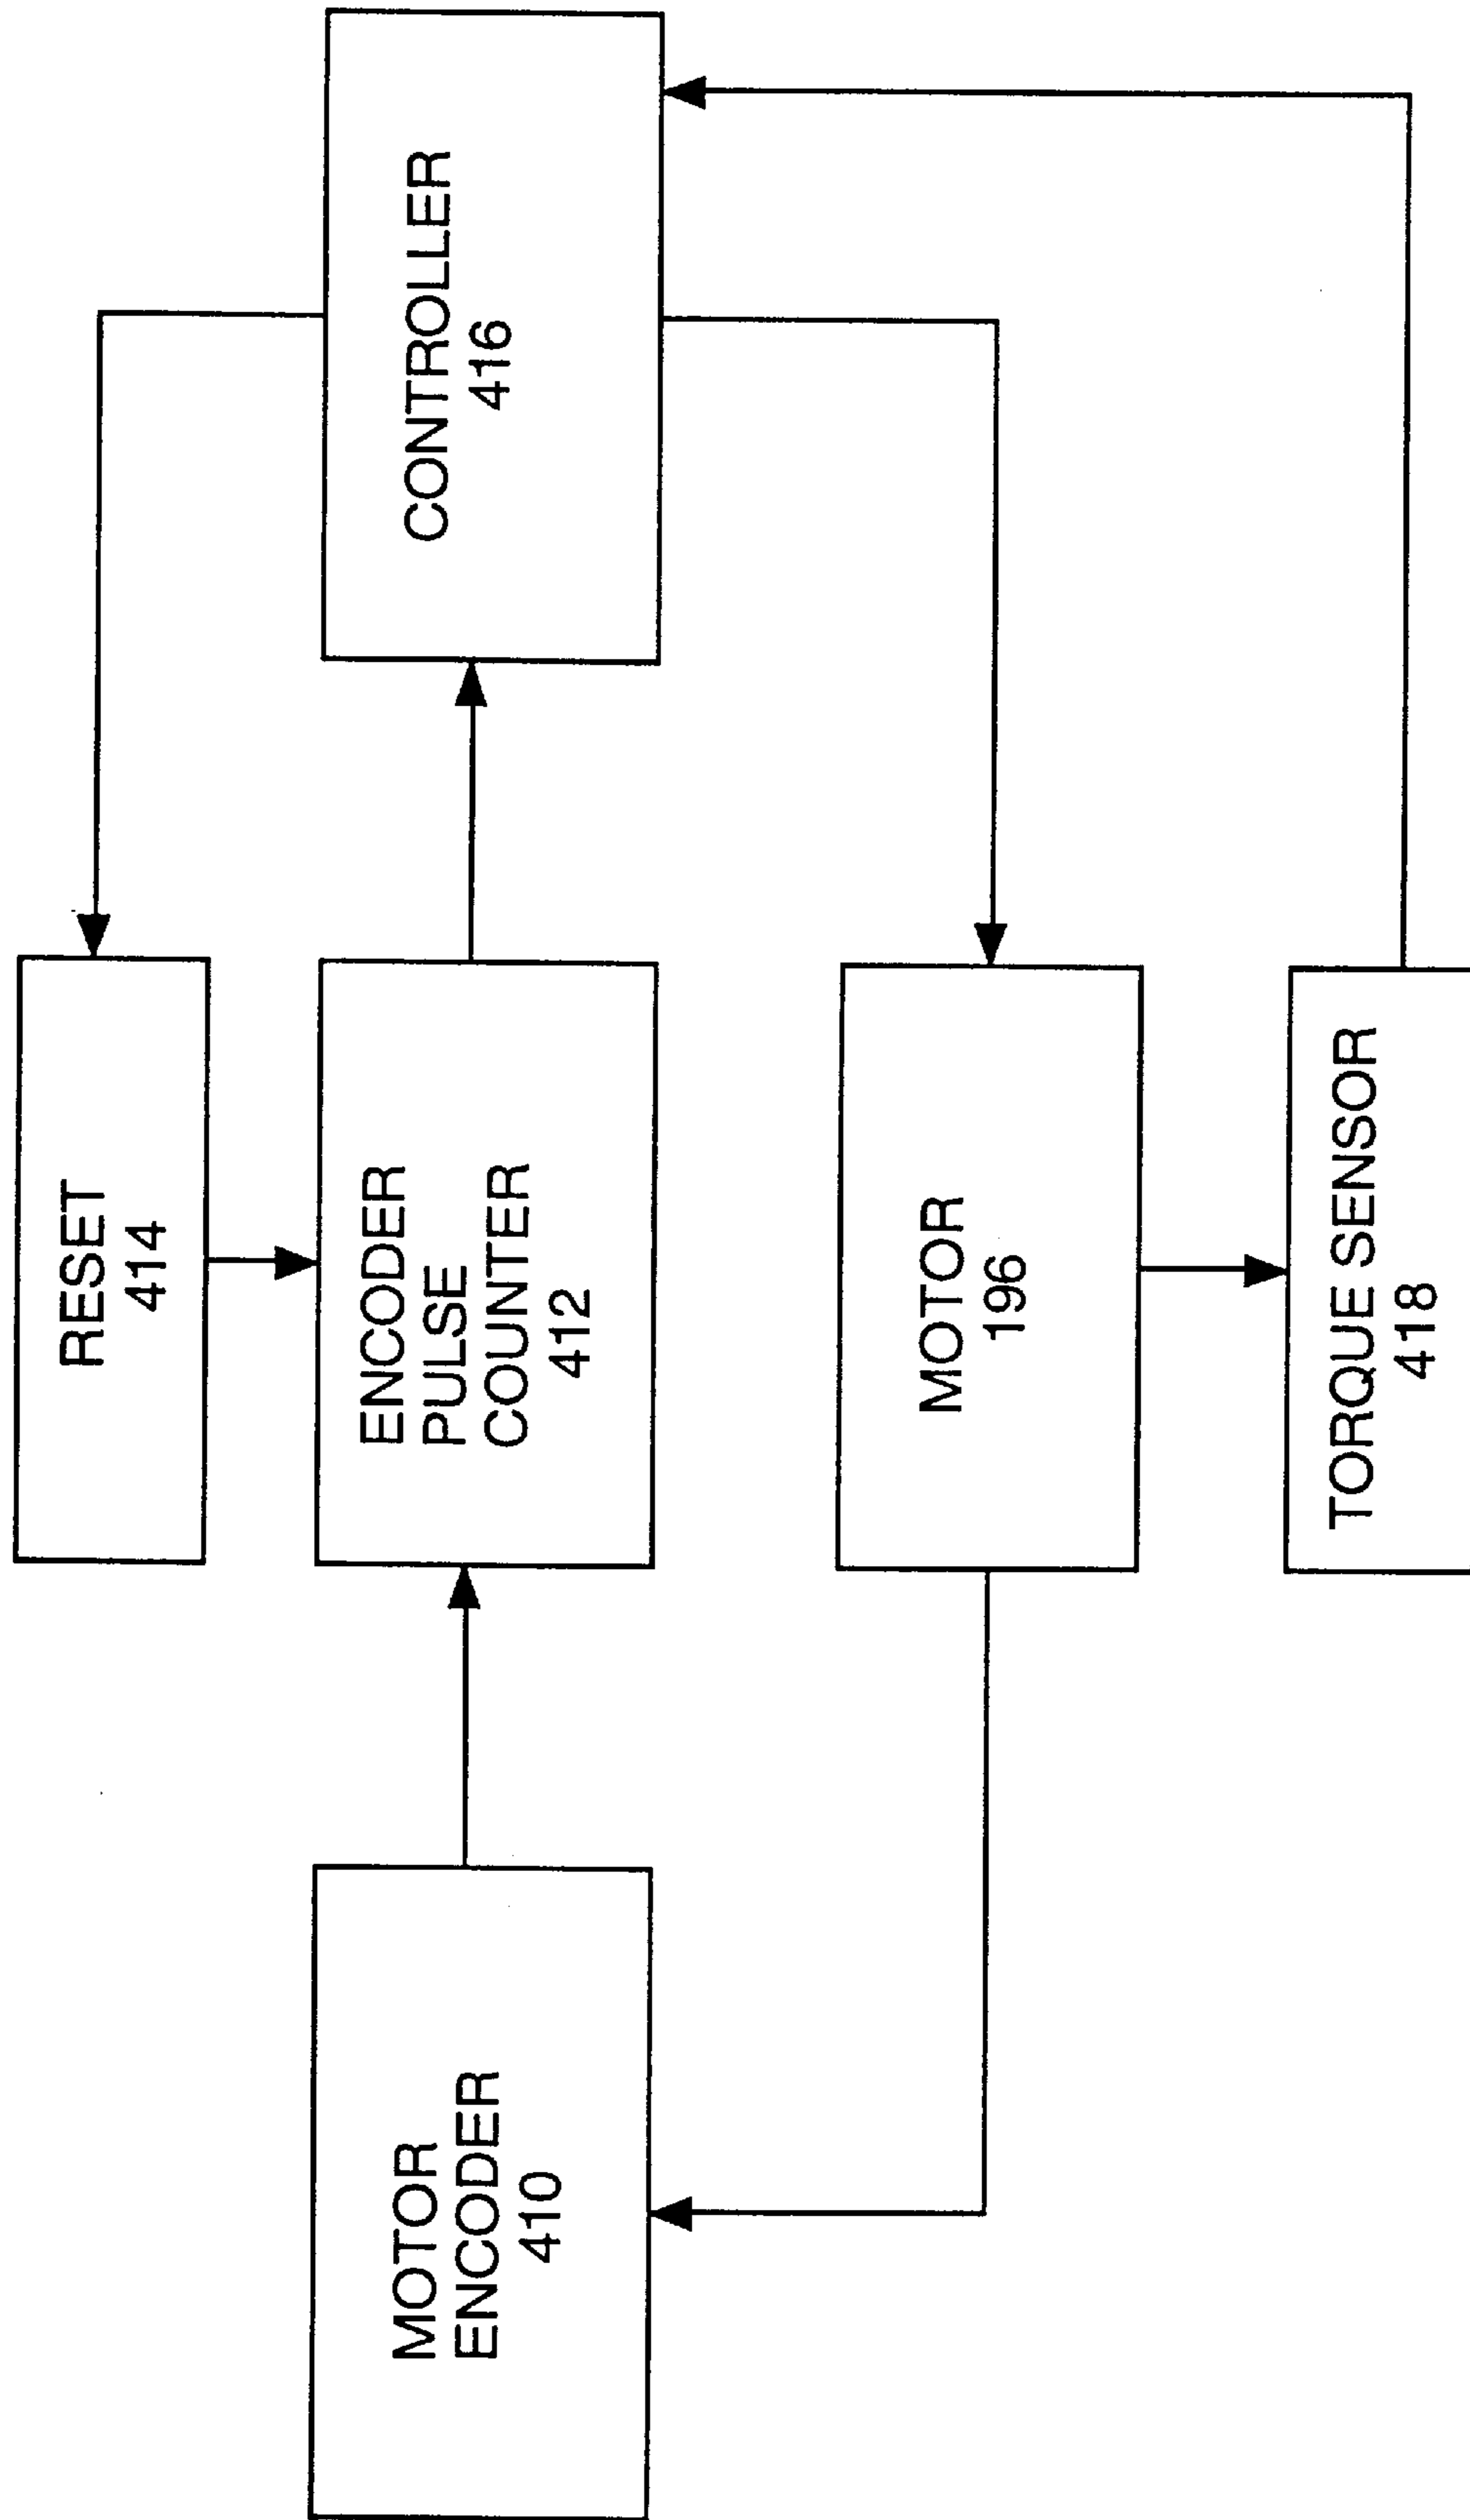 RESET
414
MOTOR
ENCODER
410
ENCODER
PULSE
COUNTER
412
CONTROLLER
416
MOTOR
196
TORQUE SENSOR
418